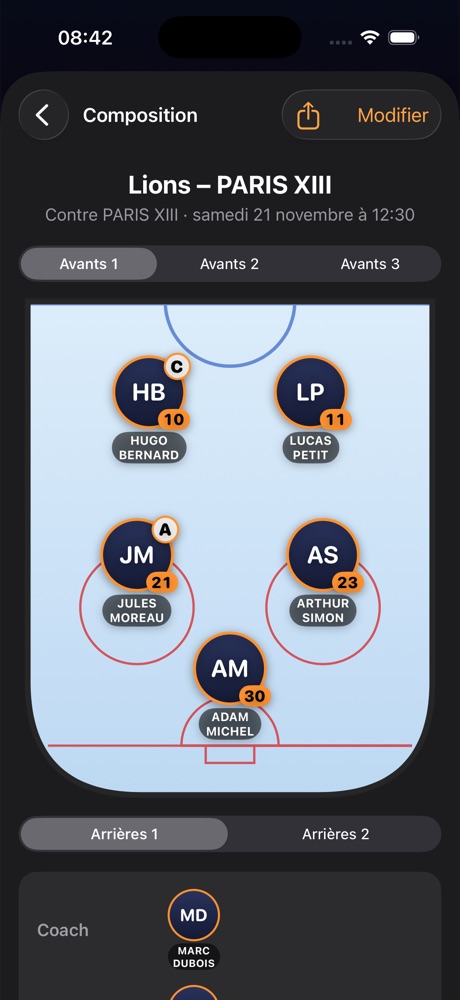 08:42
Composition
Modifier
Lions – PARIS XIII
Contre PARIS XIII · samedi 21 novembre à 12:30
Avants 1
Avants 2
Avants 3
C
HB
10
HUGO
BERNARD
LP
11
LUCAS
PETIT
A
JM
21
JULES
MOREAU
AS
23
ARTHUR
SIMON
AM
30
ADAM
MICHEL
Arrières 1
Arrières 2
Coach
MD
MARC
DUBOIS